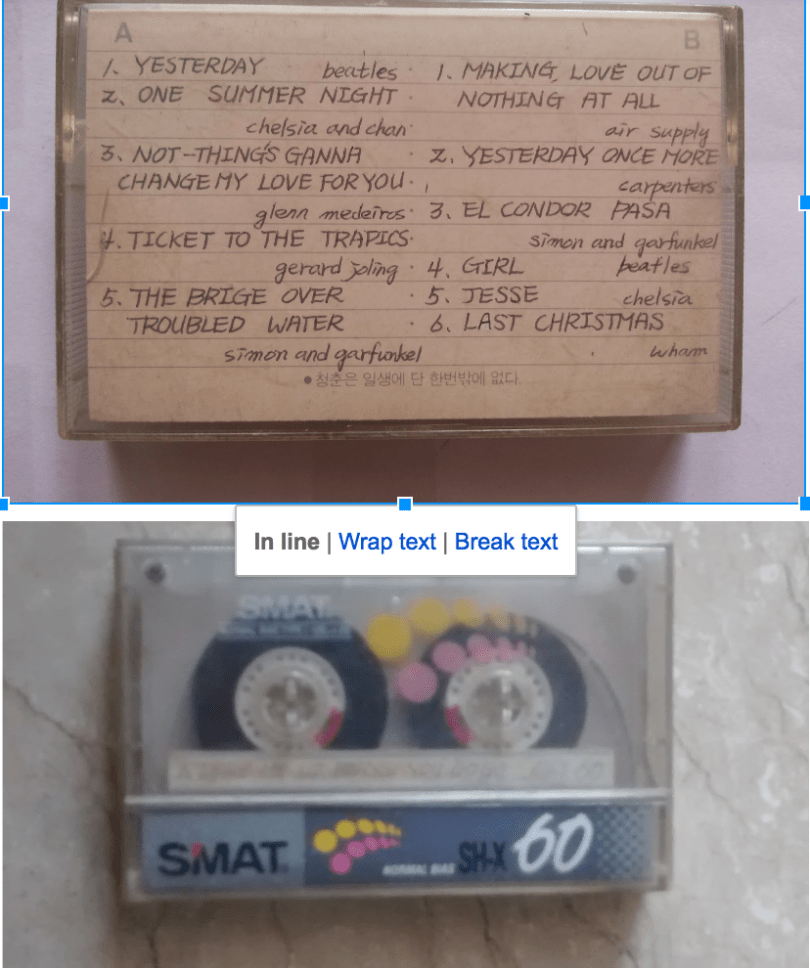 A
1. YESTERDAY beatles
2. ONE SUMMER NIGHT
chelsia and chan
3. NOT-THING'S GANNA
CHANGE MY LOVE FOR YOU.
glenn medeiros
4. TICKET TO THE TRAPICS
gerard joling
5. THE BRIGE OVER
TROUBLED WATER
simon and garfunkel
B
1. MAKING LOVE OUT OF
NOTHING AT ALL
air supply
2. YESTERDAY ONCE MORE
carpenters
3. EL CONDOR PASA
simon and garfunkel
4. GIRL beatles
5. JESSE chelsia
6. LAST CHRISTMAS
wham
● 청춘은 일생에 단 한번밖에 없다.
In line | Wrap text | Break text
SMAT
SMAT NORMAL BIAS SH-X 60